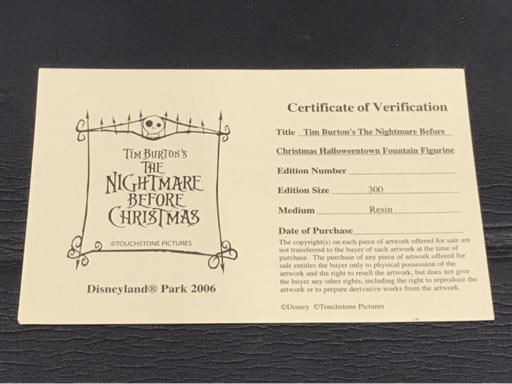 TIM BURTON'S
THE
NIGHTMARE
BEFORE
CHRISTMAS
©TOUCHSTONE PICTURES
Disneyland® Park 2006
Certificate of Verification
Title Tim Burton's The Nightmare Before
Christmas Halloweentown Fountain Figurine
Edition Number
Edition Size 300
Medium Resin
Date of Purchase
The copyright(s) on each piece of artwork offered for sale are
not transferred to the buyer of such artwork at the time of
purchase. The purchase of any piece of artwork offered for
sale entitles the buyer only to physical possession of the
artwork and the right to resell the artwork, but does not give
the buyer any other rights, including the right to reproduce the
artwork or to prepare derivative works from the artwork.
©Disney ©Touchstone Pictures